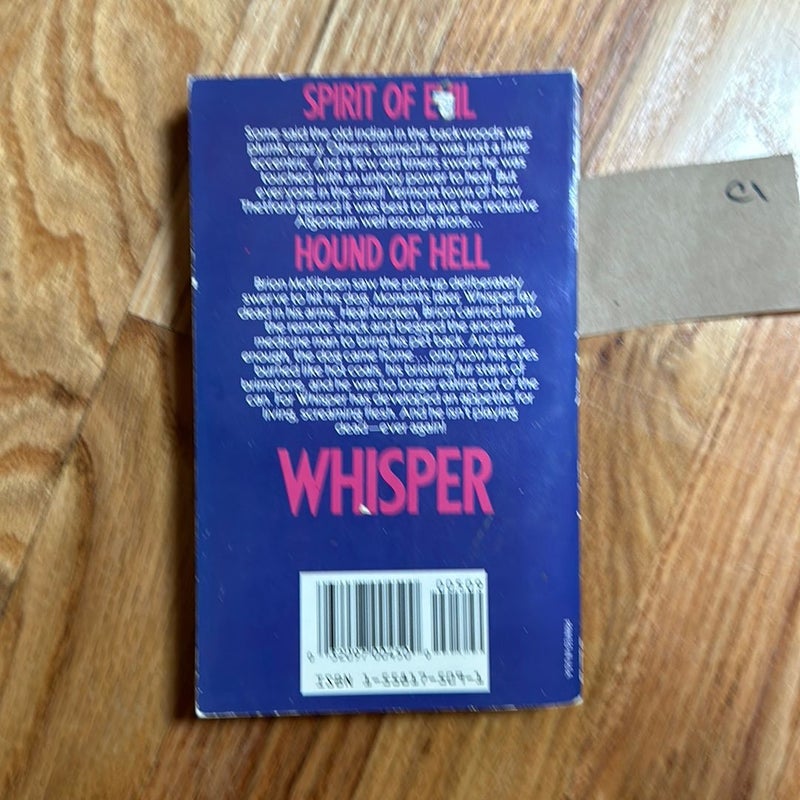 SPIRIT OF EVIL
Some said the old Indian in the backwoods was
plumb crazy. Others claimed he was just a little
eccentric. And a few old timers swore he was
touched with an unholy power to heal. But
everyone in the small Vermont town of New
Thetford agreed it was best to leave the reclusive
Algonquin well enough alone...
HOUND OF HELL
Brian McKibben saw the pick-up deliberately
swerve to hit his dog. Moments later, Whisper lay
dead in his arms. Heartbroken, Brian carried him to
the remote shack and begged the ancient
medicine man to bring his pet back. And sure
enough, the dog came home... only now his eyes
burned like hot coals, his bristling fur stank of
brimstone, and he was no longer eating out of the
can. For Whisper has developed an appetite for
living, screaming flesh. And he isn't playing
dead—ever again!
WHISPER
ISBN 1-55817-509-1
C1